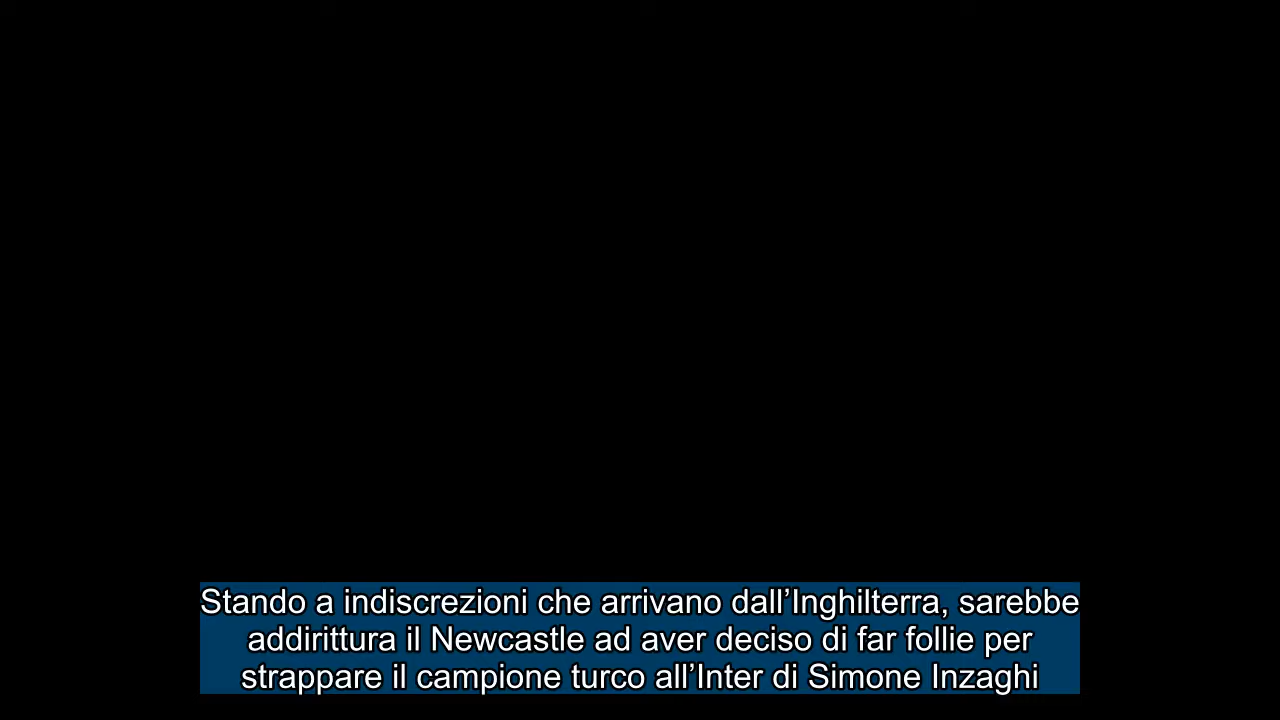 Stando a indiscrezioni che arrivano dall’Inghilterra, sarebbe
addirittura il Newcastle ad aver deciso di far follie per
strappare il campione turco all’Inter di Simone Inzaghi